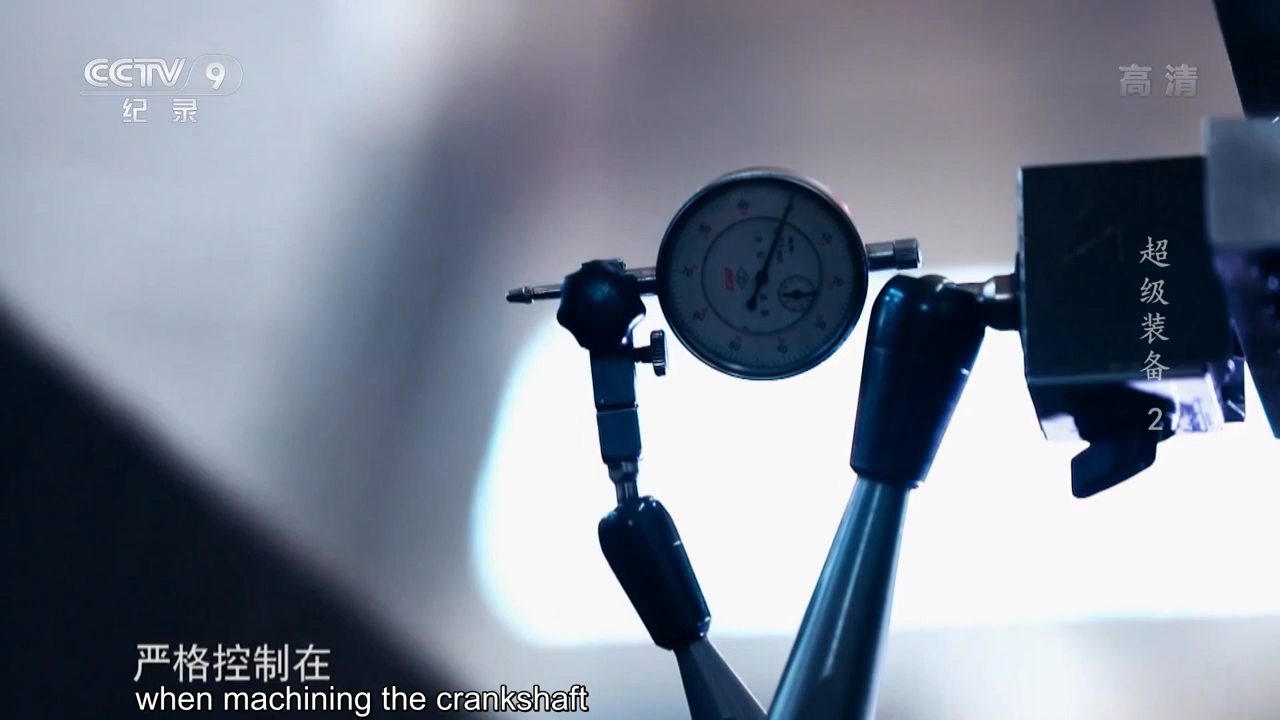 CCTV 9
纪录
高清
超级装备2
严格控制在
when machining the crankshaft